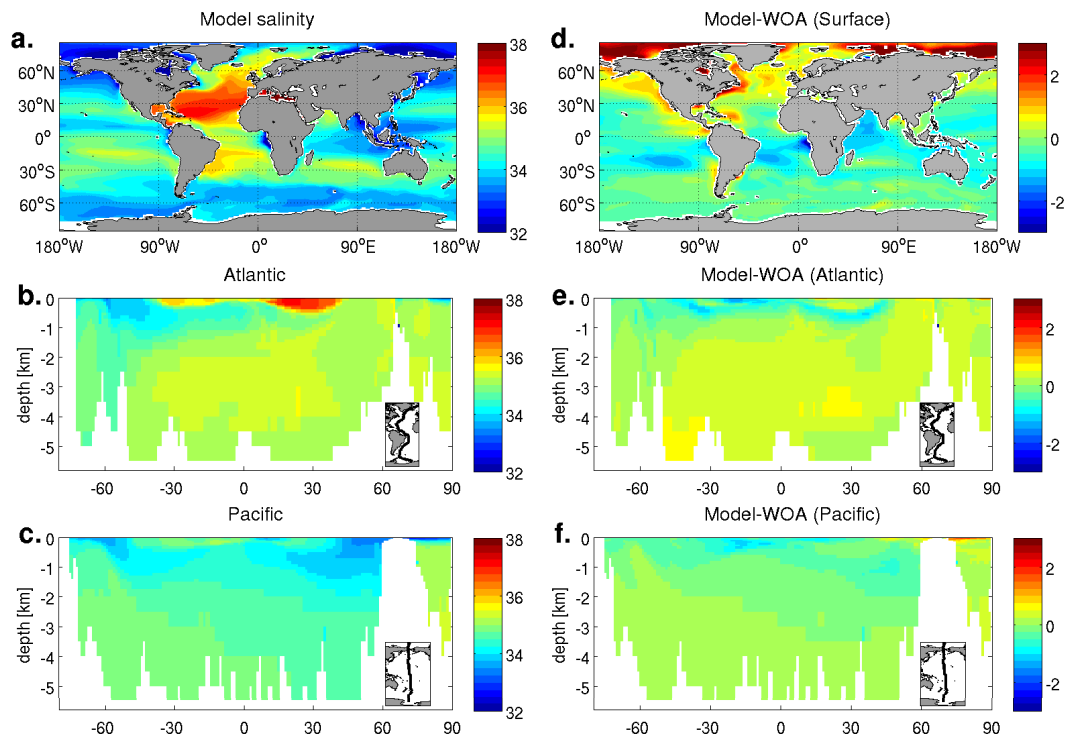 Model salinity
a.
60°N
30°N
0°
30°S
60°S
180°W 90°W 0° 90°E 180°W
38
36
34
32
Model-WOA (Surface)
d.
60°N
30°N
0°
30°S
60°S
180°W 90°W 0° 90°E 180°W
2
0
-2
Atlantic
b.
depth [km]
0
-1
-2
-3
-4
-5
-60 -30 0 30 60 90
38
36
34
32
Model-WOA (Atlantic)
e.
depth [km]
0
-1
-2
-3
-4
-5
-60 -30 0 30 60 90
2
0
-2
Pacific
c.
depth [km]
0
-1
-2
-3
-4
-5
-60 -30 0 30 60 90
38
36
34
32
Model-WOA (Pacific)
f.
depth [km]
0
-1
-2
-3
-4
-5
-60 -30 0 30 60 90
2
0
-2